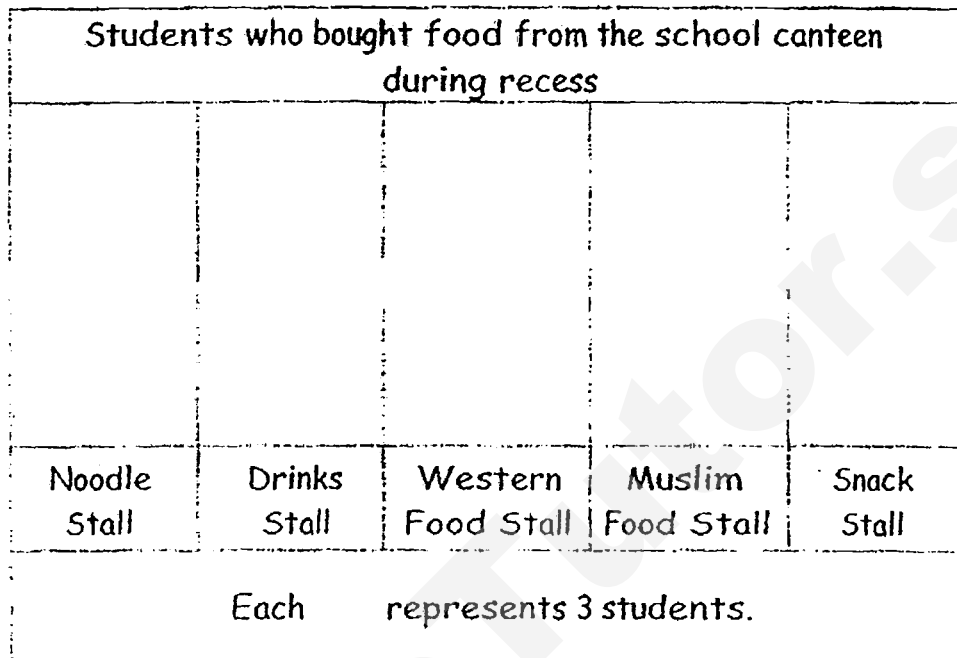 Students who bought food from the school canteen
during recess
Noodle Drinks Western Muslim Snack
Stall Stall Food Stall Food Stall Stall
Each represents 3 students.
Tutor.s